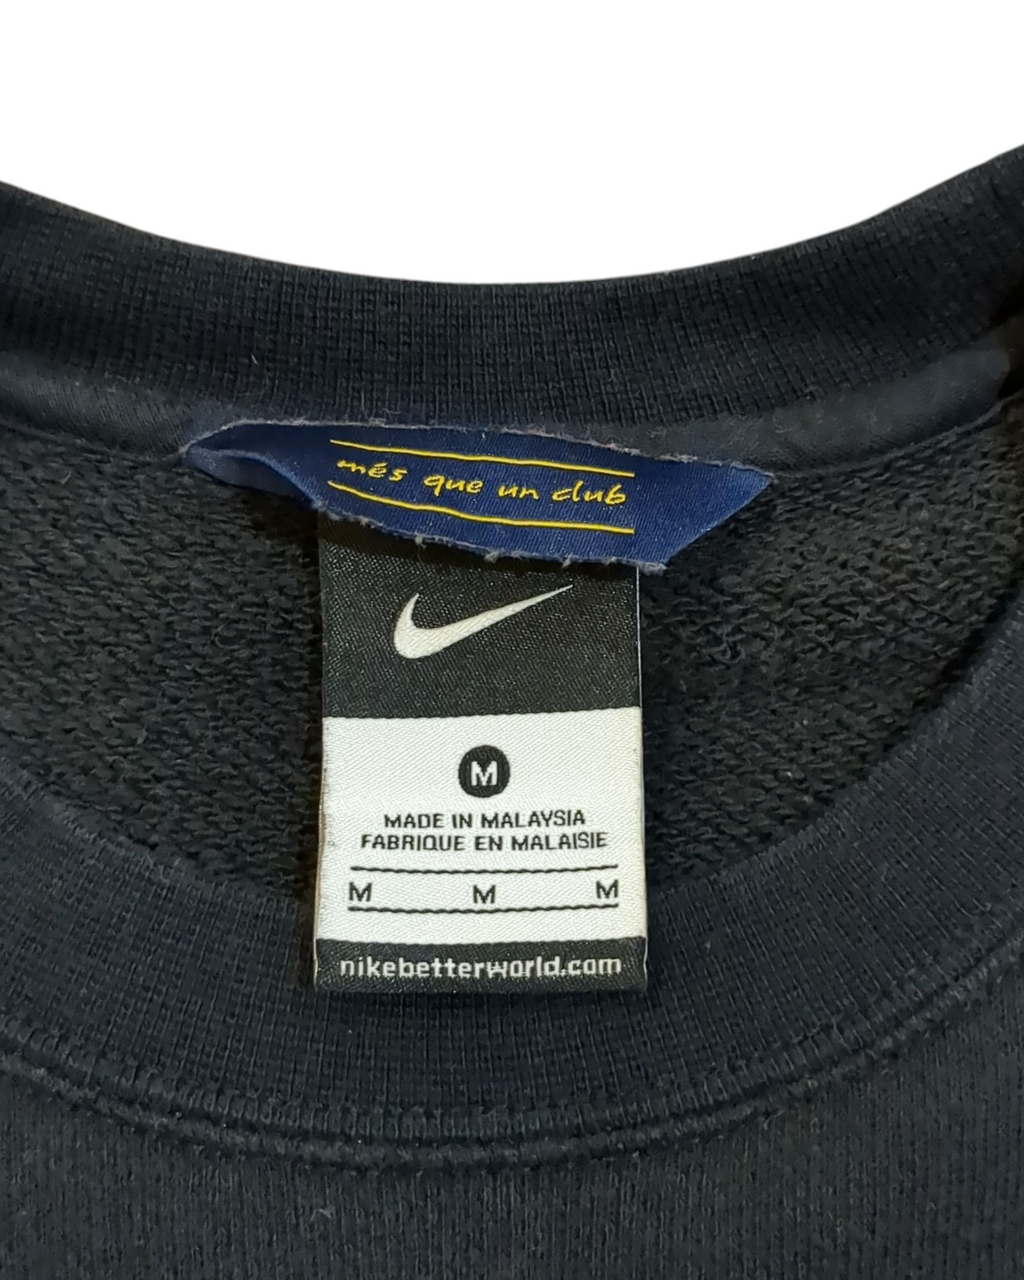 més que un club
M
MADE IN MALAYSIA
FABRIQUE EN MALAISIE
M M M
nikebetterworld.com